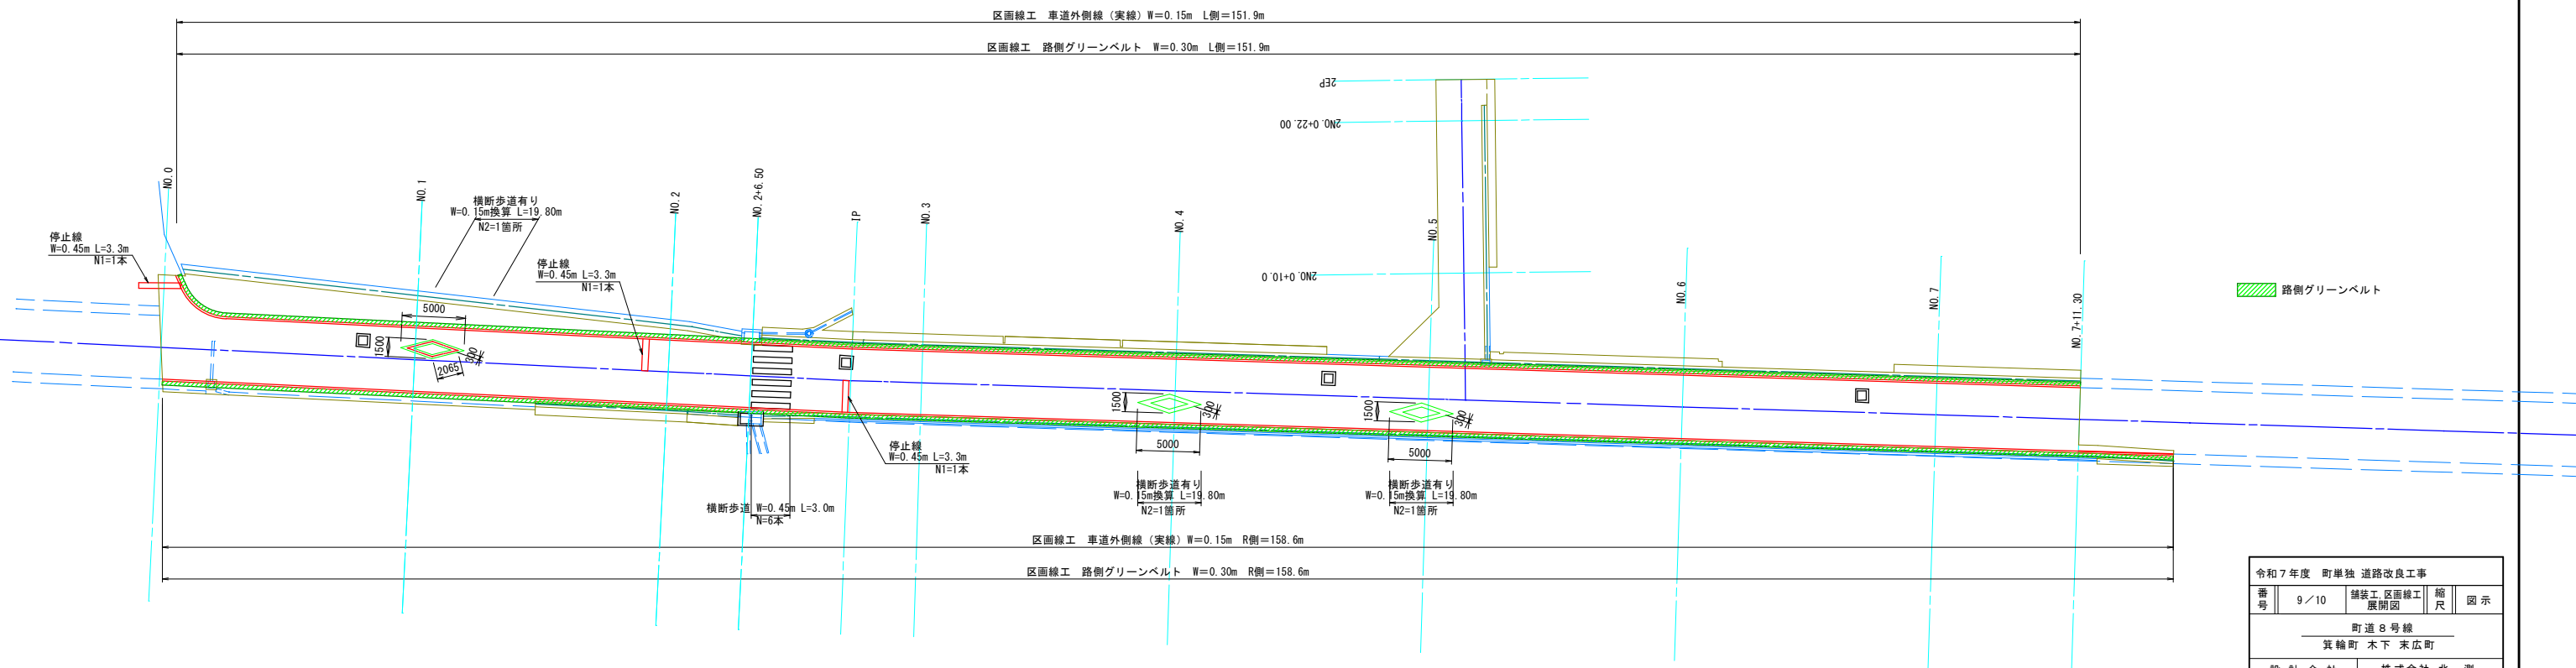 区画線工　車道外側線（実線）W＝0.15m　L側＝151.9m
区画線工　路側グリーンベルト　W＝0.30m　L側＝151.9m
2EP
2NO.0+22.00
2NO.0+10.0
NO.0
NO.1
NO.2
NO.2+6.50
IP
NO.3
NO.4
NO.5
NO.6
NO.7
NO.7+11.30
横断歩道有り
W=0.15m換算 L=19.80m
N2=1箇所
停止線
W=0.45m L=3.3m
N1=1本
停止線
W=0.45m L=3.3m
N1=1本
路側グリーンベルト
5000
1500
300
2065
1500
300
5000
1500
300
5000
停止線
W=0.45m L=3.3m
N1=1本
横断歩道有り
W=0.15m換算 L=19.80m
N2=1箇所
横断歩道有り
W=0.15m換算 L=19.80m
N2=1箇所
横断歩道 W=0.45m L=3.0m
N=6本
区画線工　車道外側線（実線）W＝0.15m　R側＝158.6m
区画線工　路側グリーンベルト　W＝0.30m　R側＝158.6m
令和７年度　町単独 道路改良工事
番号　9／10　舗装工,区画線工　縮尺　図示
展開図
町道８号線
箕輪町 木下 末広町